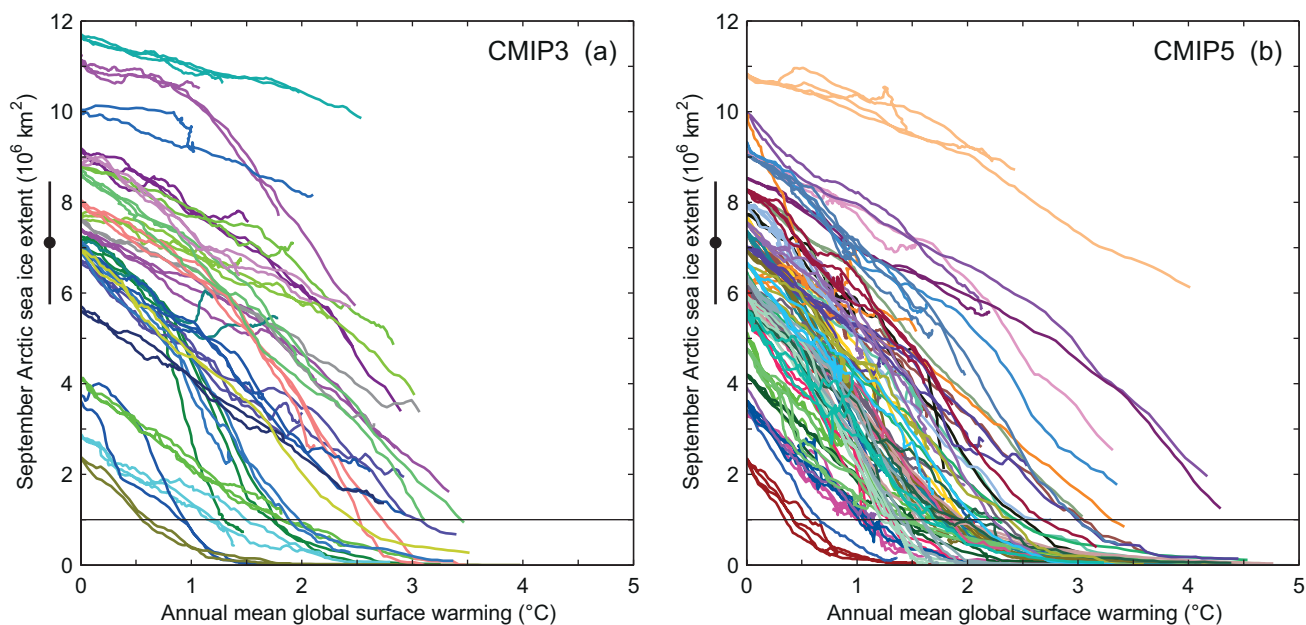 CMIP3 (a)
September Arctic sea ice extent (10⁶ km²)
12
10
8
6
4
2
0
0 1 2 3 4 5
Annual mean global surface warming (°C)
CMIP5 (b)
September Arctic sea ice extent (10⁶ km²)
12
10
8
6
4
2
0
0 1 2 3 4 5
Annual mean global surface warming (°C)